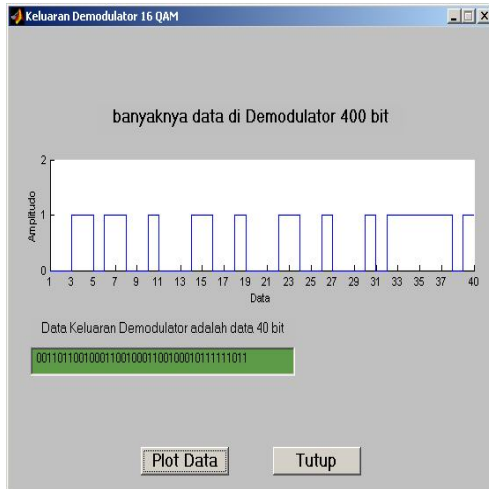 Keluaran Demodulator 16 QAM
banyaknya data di Demodulator 400 bit
2
1
0
Amplitudo
1 3 5 7 9 11 13 15 17 19 21 23 25 27 29 31 33 35 37 40
Data
Data Keluaran Demodulator adalah data 40 bit
0011011001000110010001100100010111111011
Plot Data Tutup